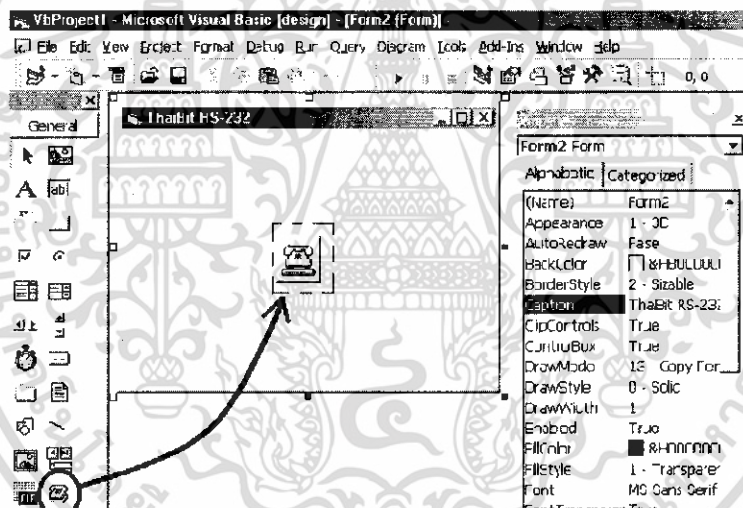 VbProject1 - Microsoft Visual Basic [design] - [Form2 (Form)]
File Edit View Project Format Debug Run Query Diagram Tools Add-Ins Window Help
0, 0
General
ThaiBit RS-232
Form2 Form
Alphabetic Categorized
(Name) Form2
Appearance 1 - 3D
AutoRedraw False
BackColor
BorderStyle 2 - Sizable
Caption ThaiBit RS-232
ClipControls True
ControlBox True
DrawMode 13 - Copy Pen
DrawStyle 0 - Solid
DrawWidth 1
Enabled True
FillColor
FillStyle 1 - Transparer
Font MS Sans Serif